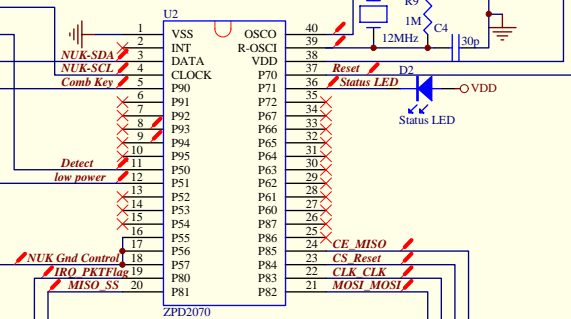 U2
R9
1M
C4
30p
12MHz
1 VSS OSCO 40
2 INT R-OSCI 39
NUK-SDA 3 DATA VDD 38
NUK-SCL 4 CLOCK P70 37 Reset
Comb Key 5 P90 P71 36 Status LED D2 VDD
6 P91 P72 35
7 P92 P67 34
8 P93 P66 33
9 P94 P65 32
10 P95 P64 31
Detect 11 P50 P63 30
low power 12 P51 P62 29
13 P52 P61 28
14 P53 P60 27
15 P54 P87 26
16 P55 P86 25
17 P56 P85 24 CE_MISO
NUK Gnd Control 18 P57 P84 23 CS_Reset
IRQ_PKTFlag 19 P80 P83 22 CLK_CLK
MISO_SS 20 P81 P82 21 MOSI_MOSI
Status LED
ZPD2070